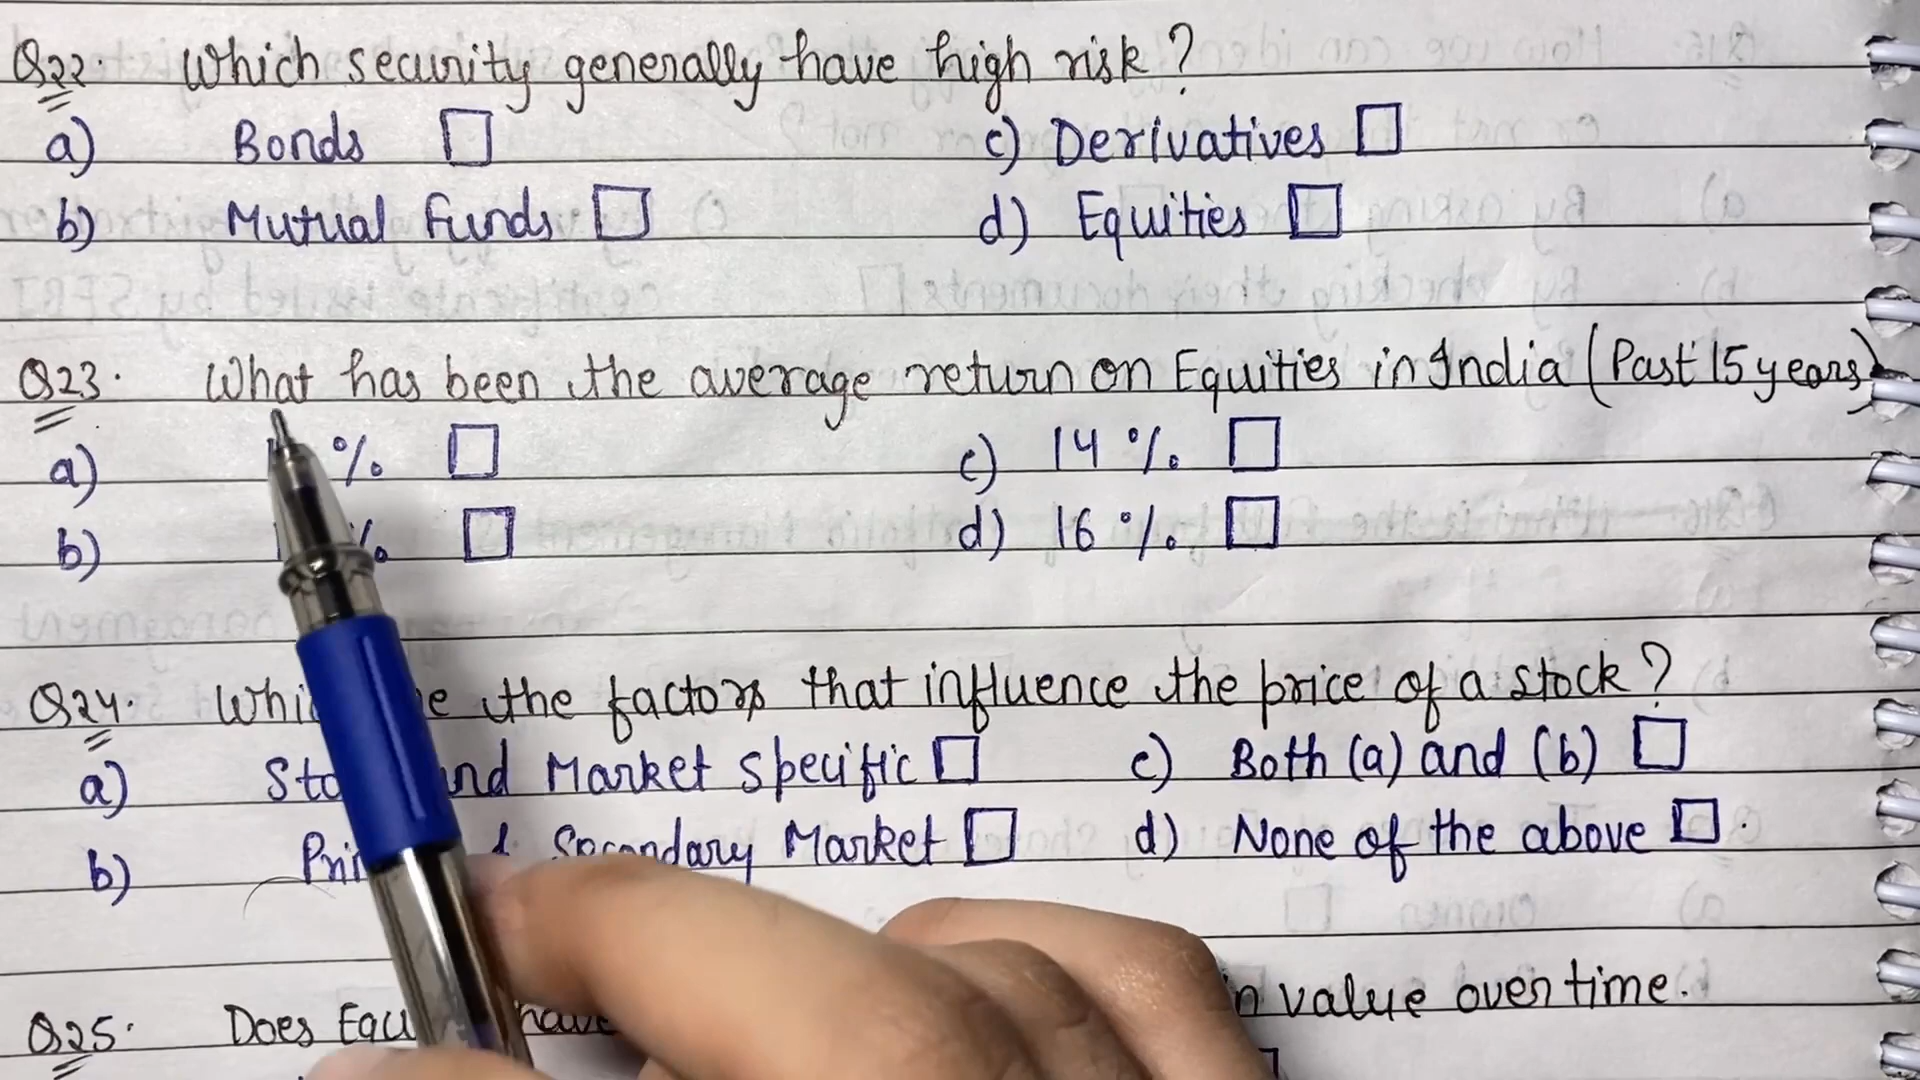 Q22. Which security generally have high risk?
a) Bonds c) Derivatives
b) Mutual Funds d) Equities
Q23. What has been the average return on Equities in India (Past 15 years)
a) % c) 14 %
b) % d) 16 %
Q24. the factors that influence the price of a stock?
a) and Market specific c) Both (a) and (b)
b) Secondary Market d) None of the above
Q25. Does have value over time.